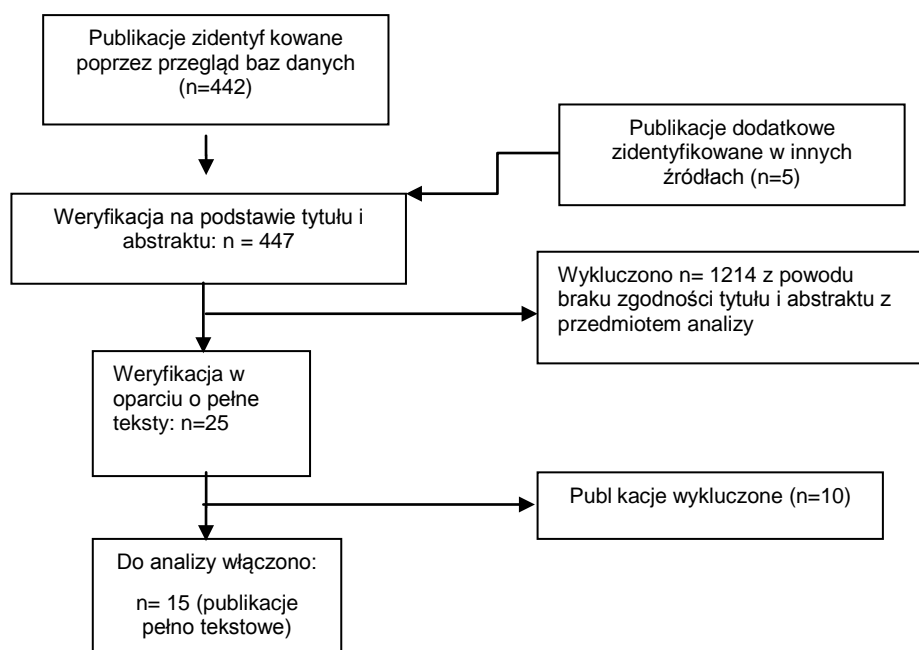 Publikacje zidentyf kowane
poprzez przegląd baz danych
(n=442)
Publikacje dodatkowe
zidentyfikowane w innych
źródłach (n=5)
Weryfikacja na podstawie tytułu i
abstraktu: n = 447
Wykluczono n= 1214 z powodu
braku zgodności tytułu i abstraktu z
przedmiotem analizy
Weryfikacja w
oparciu o pełne
teksty: n=25
Publ kacje wykluczone (n=10)
Do analizy włączono:
n= 15 (publikacje
pełno tekstowe)